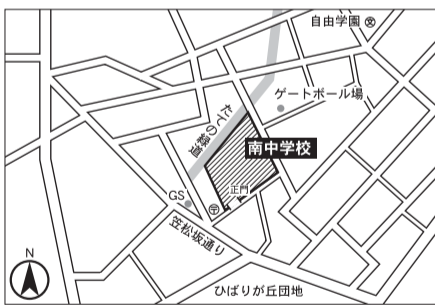 自由学園
ゲートボール場
たての緑道
南中学校
正門
GS
笠松坂通り
ひばりが丘団地
N